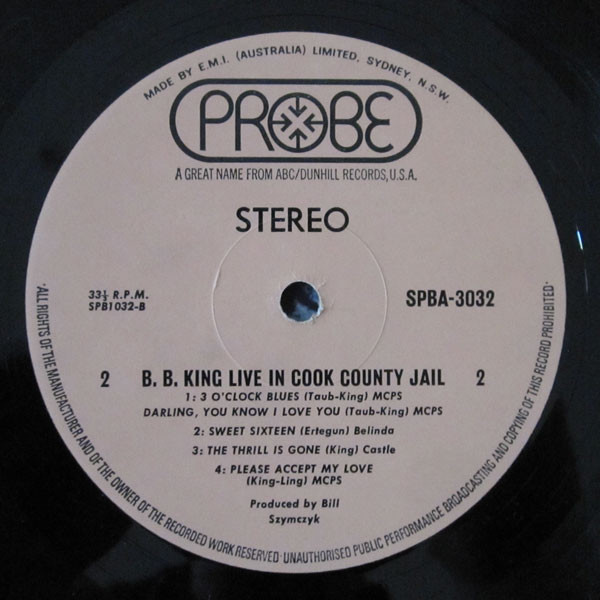 MADE BY E.M.I. (AUSTRALIA) LIMITED, SYDNEY, N.S.W.
PROBE
A GREAT NAME FROM ABC/DUNHILL RECORDS, U.S.A.
STEREO
33⅓ R.P.M.
SPB1032-B
SPBA-3032
2 B. B. KING LIVE IN COOK COUNTY JAIL 2
1: 3 O'CLOCK BLUES (Taub-King) MCPS
DARLING, YOU KNOW I LOVE YOU (Taub-King) MCPS
2: SWEET SIXTEEN (Ertegun) Belinda
3: THE THRILL IS GONE (King) Castle
4: PLEASE ACCEPT MY LOVE
(King-Ling) MCPS
Produced by Bill
Szymczyk
·ALL RIGHTS OF THE MANUFACTURER AND OF THE OWNER OF THE RECORDED WORK RESERVED·UNAUTHORISED PUBLIC PERFORMANCE BROADCASTING AND COPYING OF THIS RECORD PROHIBITED·